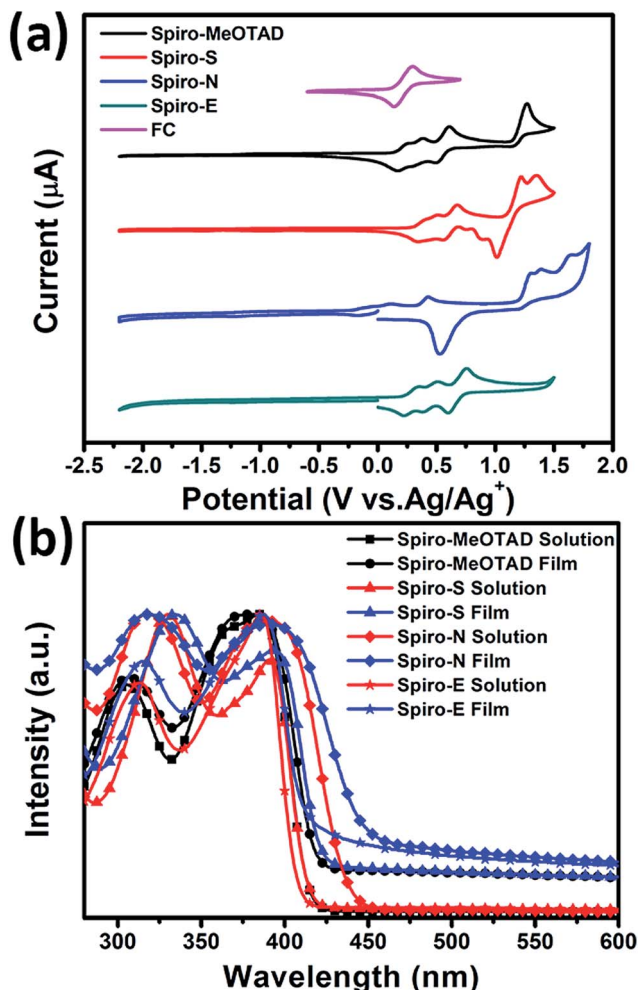 (a)
Spiro-MeOTAD
Spiro-S
Spiro-N
Spiro-E
FC
Current (μA)
-2.5 -2.0 -1.5 -1.0 -0.5 0.0 0.5 1.0 1.5 2.0
Potential (V vs.Ag/Ag⁺)
(b)
Spiro-MeOTAD Solution
Spiro-MeOTAD Film
Spiro-S Solution
Spiro-S Film
Spiro-N Solution
Spiro-N Film
Spiro-E Solution
Spiro-E Film
Intensity (a.u.)
300 350 400 450 500 550 600
Wavelength (nm)